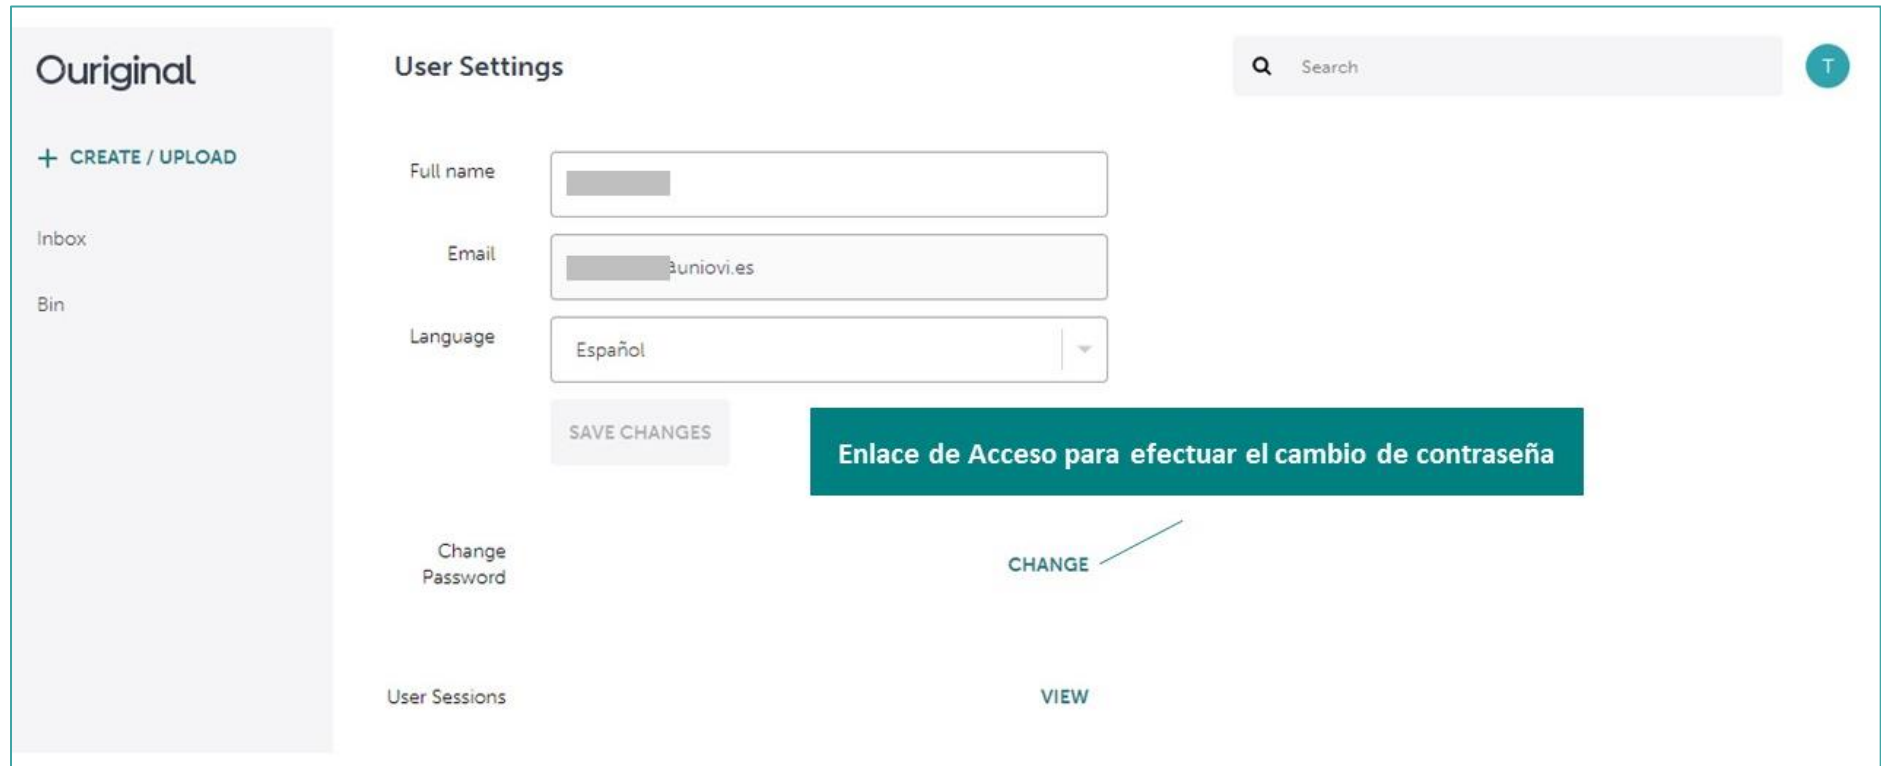 Ouriginal
User Settings
Search
T
+ CREATE / UPLOAD
Full name
Inbox
Email
uniovi.es
Bin
Language
Español
SAVE CHANGES
Enlace de Acceso para efectuar el cambio de contraseña
Change
Password
CHANGE
User Sessions
VIEW